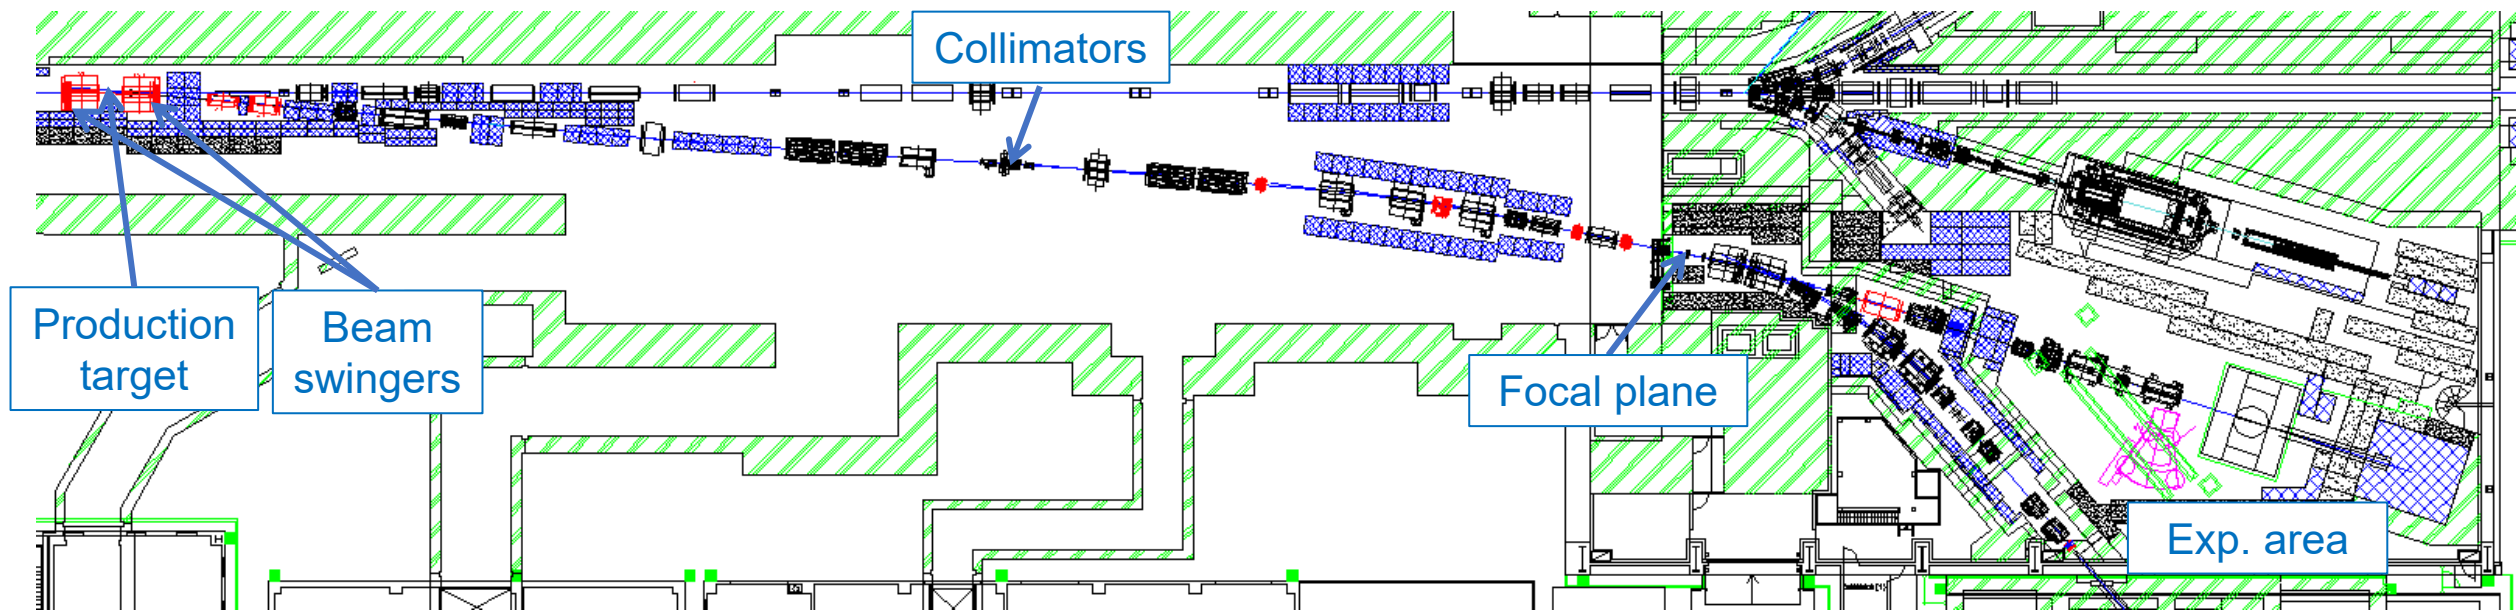 Collimators
Production
target
Beam
swingers
Focal plane
Exp. area